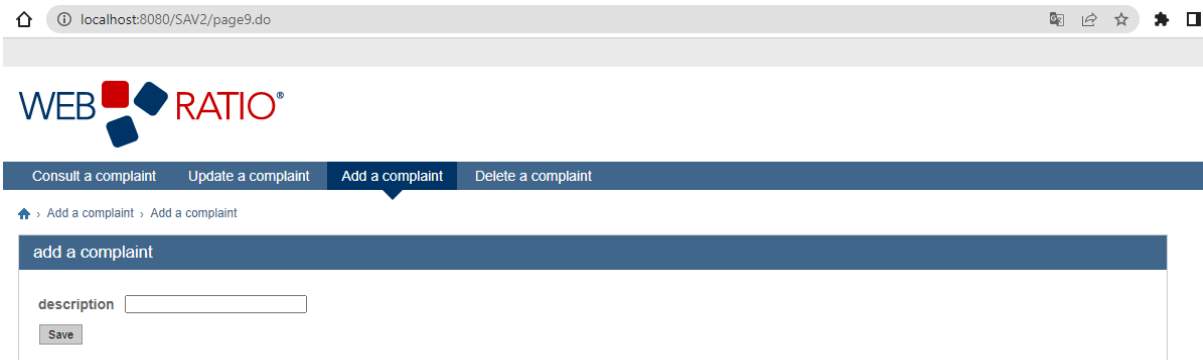 localhost:8080/SAV2/page9.do
WEB RATIO®
Consult a complaint Update a complaint Add a complaint Delete a complaint
› Add a complaint › Add a complaint
add a complaint
description
Save